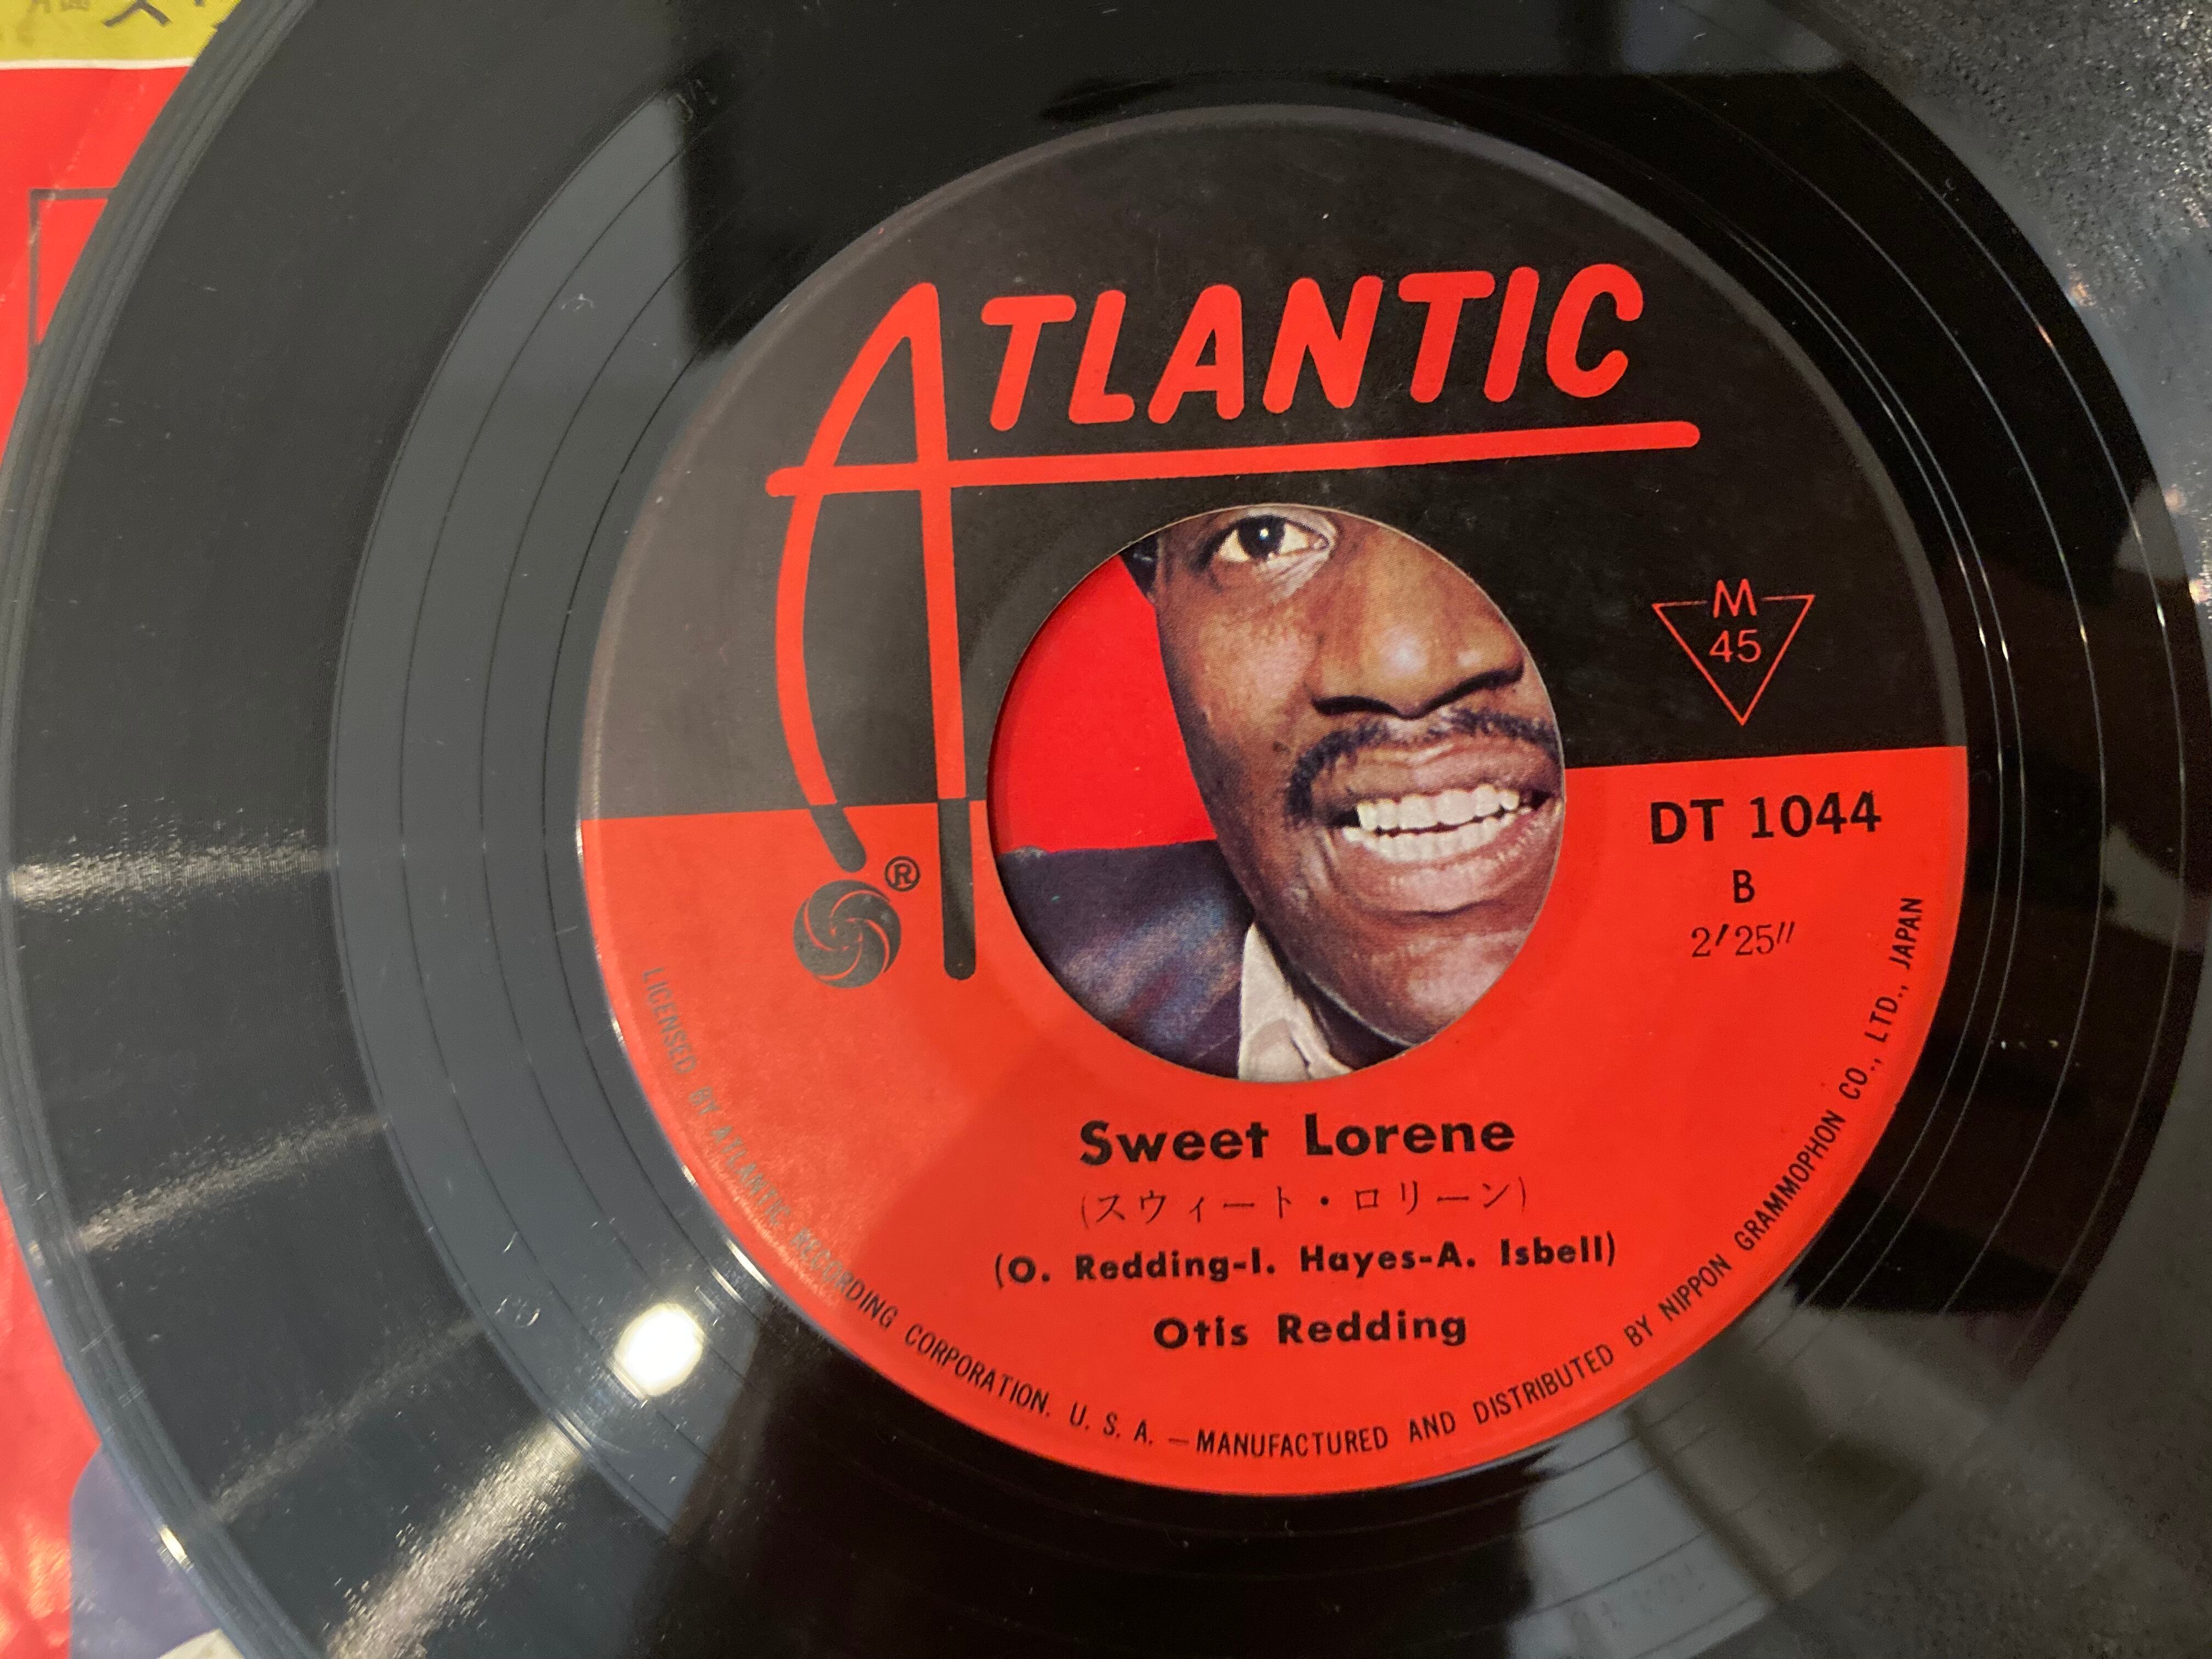 ATLANTIC
®
M
45
DT 1044
B
2′25″
Sweet Lorene
(スウィート・ロリーン)
(O. Redding-I. Hayes-A. Isbell)
Otis Redding
LICENSED BY ATLANTIC RECORDING CORPORATION. U. S. A. — MANUFACTURED AND DISTRIBUTED BY NIPPON GRAMMOPHON CO., LTD., JAPAN